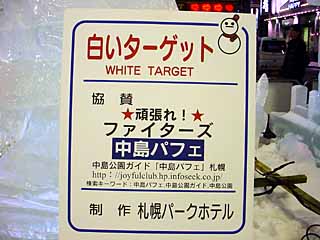 白いターゲット
WHITE TARGET
協賛
★頑張れ!★
ファイターズ
中島パフェ
中島公園ガイド「中島パフェ」札幌
http://joyfulclub.hp.infoseek.co.jp/
検索キーワード:中島パフェ,中島公園ガイド,中島公園
制作 札幌パークホテル